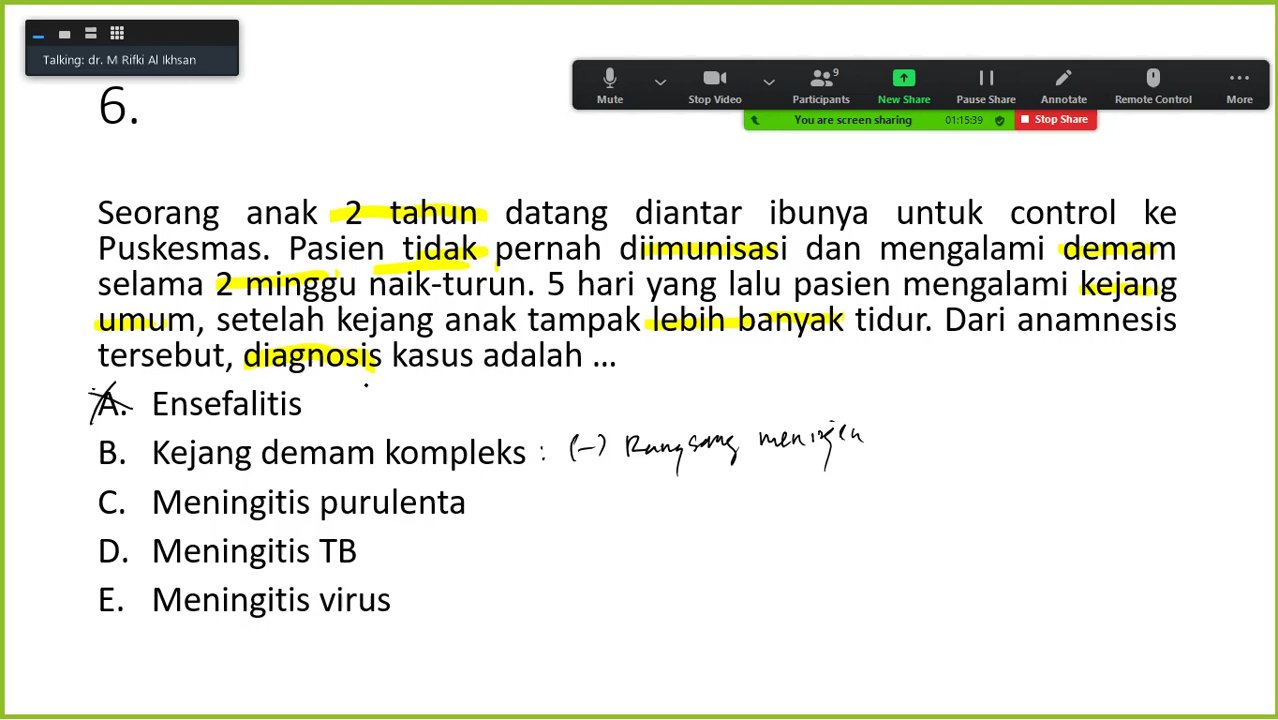 Talking: dr. M Rifki Al Ikhsan
9
Mute
Stop Video
Participants
New Share
Pause Share
Annotate
Remote Control
More
You are screen sharing
01:15:39
Stop Share
6.
Seorang anak 2 tahun datang diantar ibunya untuk control ke
Puskesmas. Pasien tidak pernah diimunisasi dan mengalami demam
selama 2 minggu naik-turun. 5 hari yang lalu pasien mengalami kejang
umum, setelah kejang anak tampak lebih banyak tidur. Dari anamnesis
tersebut, diagnosis kasus adalah ...
A. Ensefalitis
B. Kejang demam kompleks : (-) Rangsang
C. Meningitis purulenta
D. Meningitis TB
E. Meningitis virus